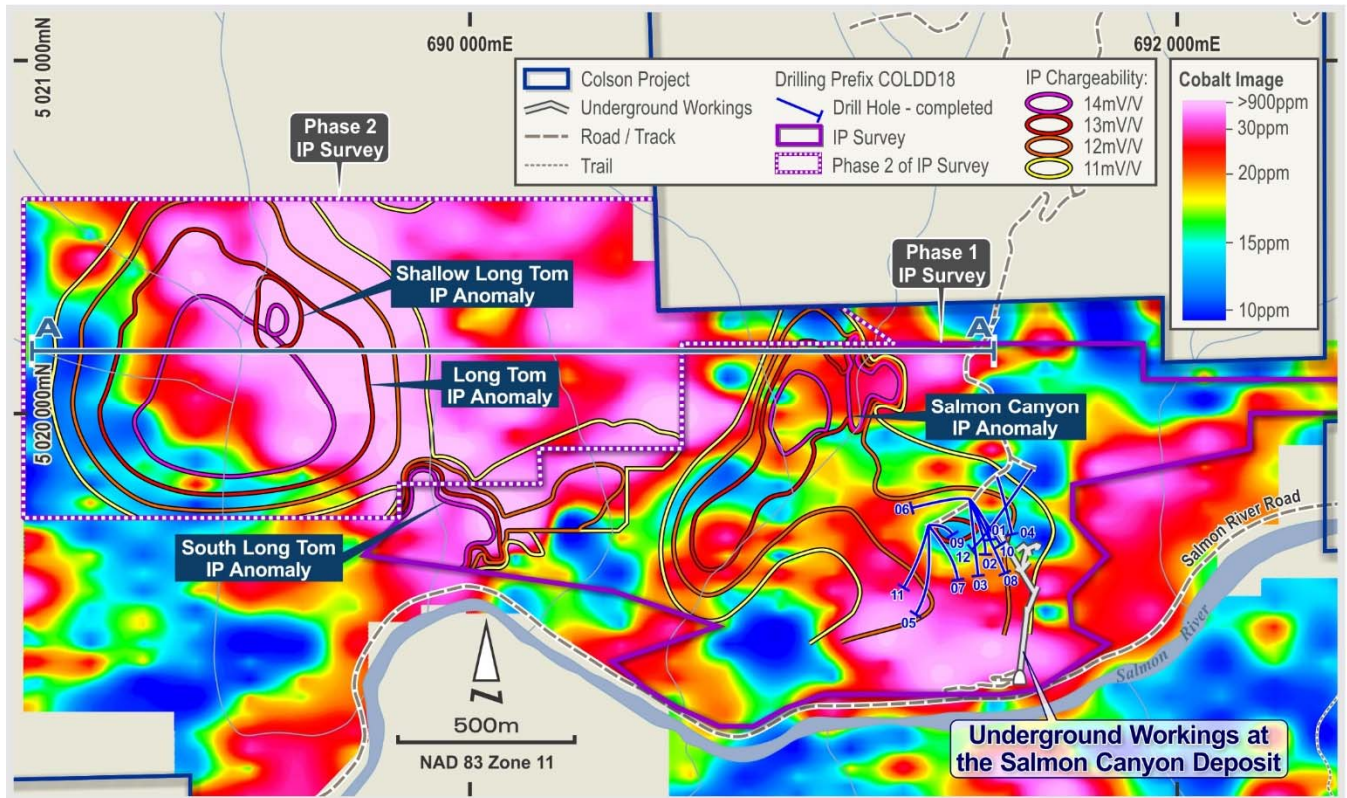 690 000mE
692 000mE
5 021 000mN
5 020 000mN
Colson Project
Underground Workings
Road / Track
Trail
Drilling Prefix COLDD18
Drill Hole - completed
IP Survey
Phase 2 of IP Survey
IP Chargeability:
14mV/V
13mV/V
12mV/V
11mV/V
Cobalt Image
>900ppm
30ppm
20ppm
15ppm
10ppm
Phase 2
IP Survey
Phase 1
IP Survey
Shallow Long Tom
IP Anomaly
A
A
Long Tom
IP Anomaly
Salmon Canyon
IP Anomaly
South Long Tom
IP Anomaly
06
01
04
09
12
02
10
07
03
08
11
05
Salmon River Road
Salmon River
N
500m
NAD 83 Zone 11
Underground Workings at
the Salmon Canyon Deposit